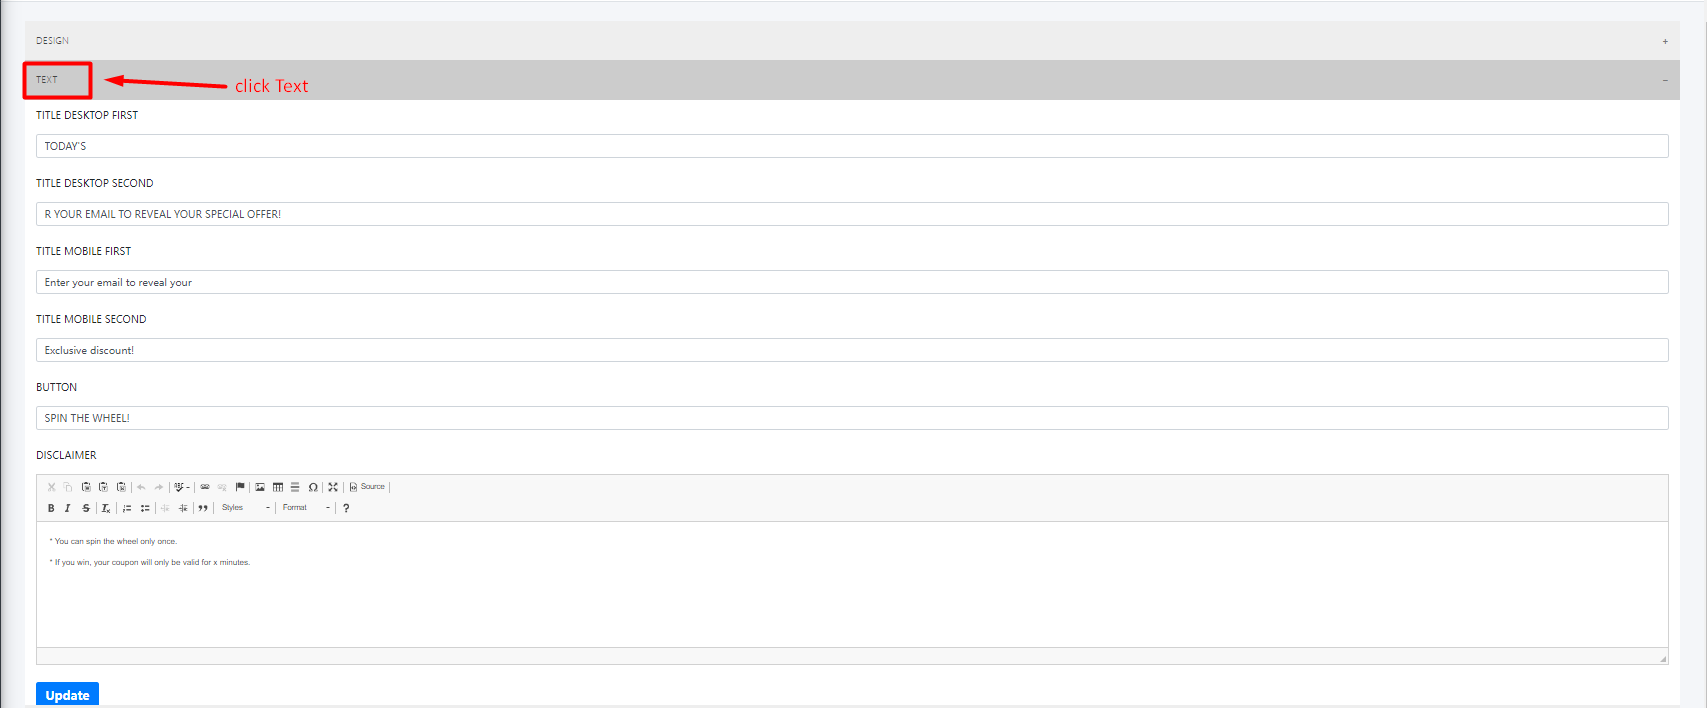 DESIGN +
TEXT −
click Text
TITLE DESKTOP FIRST
TODAY'S
TITLE DESKTOP SECOND
R YOUR EMAIL TO REVEAL YOUR SPECIAL OFFER!
TITLE MOBILE FIRST
Enter your email to reveal your
TITLE MOBILE SECOND
Exclusive discount!
BUTTON
SPIN THE WHEEL!
DISCLAIMER
Source
B I S Styles Format ?
* You can spin the wheel only once.
* If you win, your coupon will only be valid for x minutes.
Update